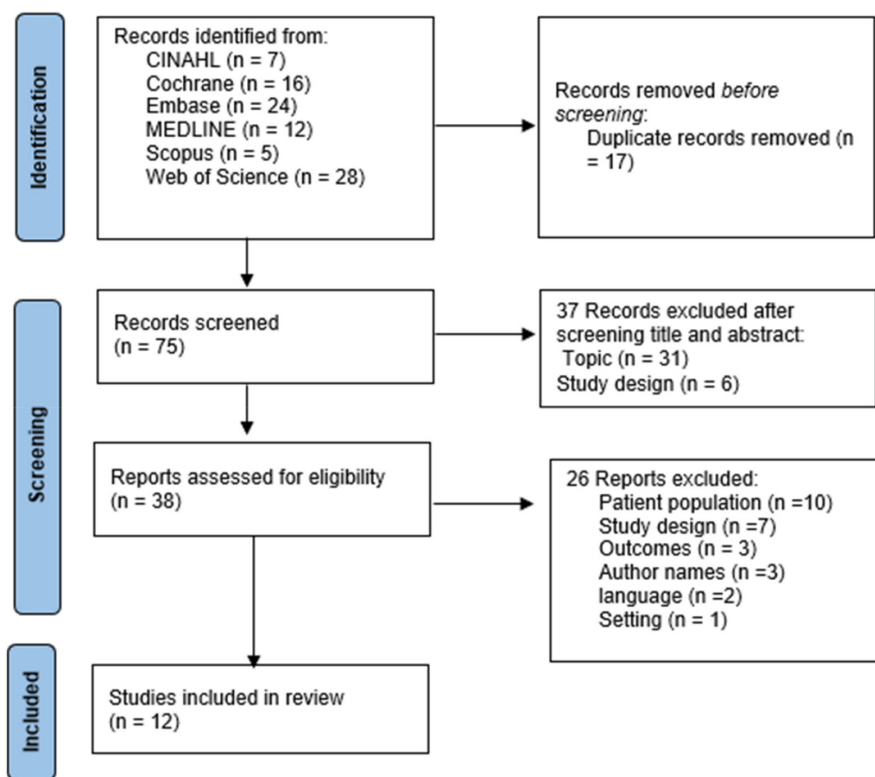 Identification
Records identified from:
CINAHL (n = 7)
Cochrane (n = 16)
Embase (n = 24)
MEDLINE (n = 12)
Scopus (n = 5)
Web of Science (n = 28)
Records removed before
screening:
Duplicate records removed (n
= 17)
Screening
Records screened
(n = 75)
37 Records excluded after
screening title and abstract:
Topic (n = 31)
Study design (n = 6)
Reports assessed for eligibility
(n = 38)
26 Reports excluded:
Patient population (n =10)
Study design (n =7)
Outcomes (n = 3)
Author names (n =3)
language (n =2)
Setting (n = 1)
Included
Studies included in review
(n = 12)